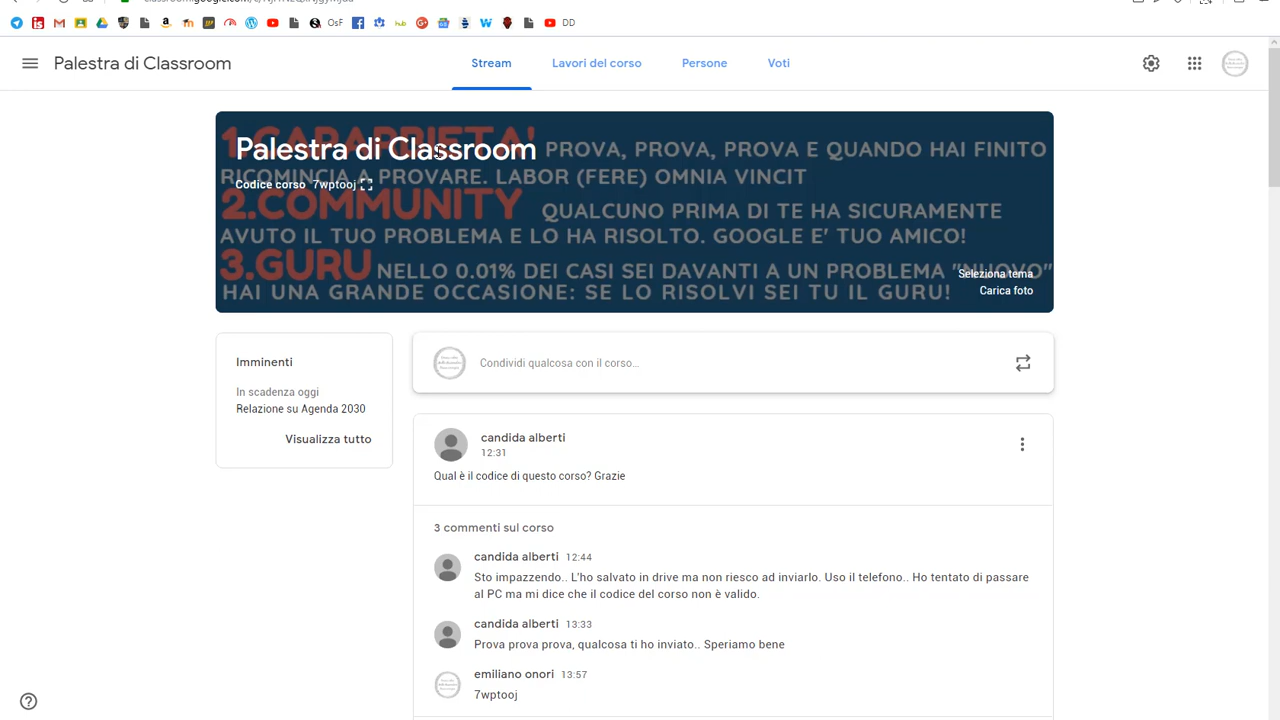 OsF
hub
DD
Palestra di Classroom
Stream
Lavori del corso
Persone
Voti
Palestra di Classroom
Codice corso 7wptooj
PROVA, PROVA, PROVA E QUANDO HAI FINITO
RICOMINCIA A PROVARE. LABOR (FERE) OMNIA VINCIT
2.COMMUNITY QUALCUNO PRIMA DI TE HA SICURAMENTE
AVUTO IL TUO PROBLEMA E LO HA RISOLTO. GOOGLE E' TUO AMICO!
3.GURU NELLO 0.01% DEI CASI SEI DAVANTI A UN PROBLEMA "NUOVO"
HAI UNA GRANDE OCCASIONE: SE LO RISOLVI SEI TU IL GURU!
Seleziona tema
Carica foto
Imminenti
In scadenza oggi
Relazione su Agenda 2030
Visualizza tutto
Condividi qualcosa con il corso...
candida alberti
12:31
Qual è il codice di questo corso? Grazie
3 commenti sul corso
candida alberti 12:44
Sto impazzendo.. L'ho salvato in drive ma non riesco ad inviarlo. Uso il telefono.. Ho tentato di passare
al PC ma mi dice che il codice del corso non è valido.
candida alberti 13:33
Prova prova prova, qualcosa ti ho inviato.. Speriamo bene
emiliano onori 13:57
7wptooj